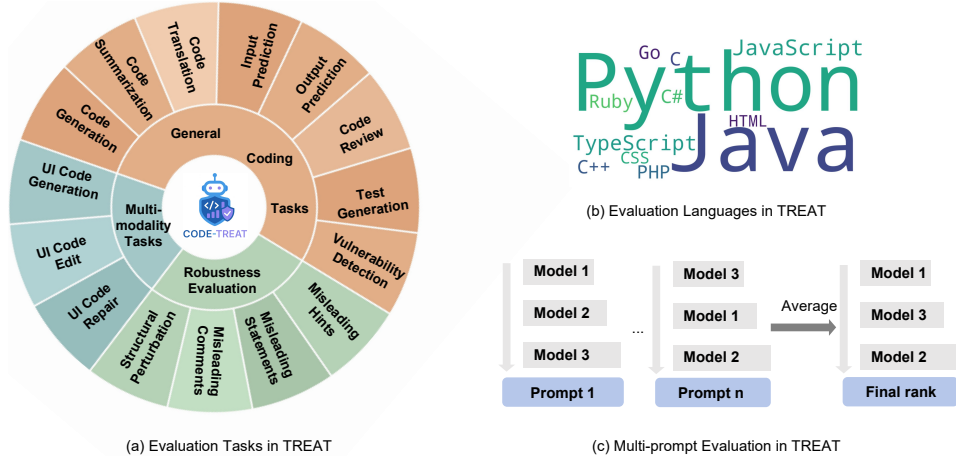 Code
Summarization
Code
Translation
Input
Prediction
Output
Prediction
Code
Review
Code
Generation
General
Coding
Tasks
Test
Generation
Vulnerability
Detection
UI Code
Generation
UI Code
Edit
UI Code
Repair
Multi-
modality
Tasks
</>
CODE-TREAT
Robustness
Evaluation
Structural
Perturbation
Misleading
Comments
Misleading
Statements
Misleading
Hints
(a) Evaluation Tasks in TREAT
Go
C
JavaScript
Python
Ruby
C#
HTML
Java
TypeScript
CSS
C++
PHP
(b) Evaluation Languages in TREAT
Model 1
Model 2
Model 3
Prompt 1
...
Model 3
Model 1
Model 2
Prompt n
Average
Model 1
Model 3
Model 2
Final rank
(c) Multi-prompt Evaluation in TREAT